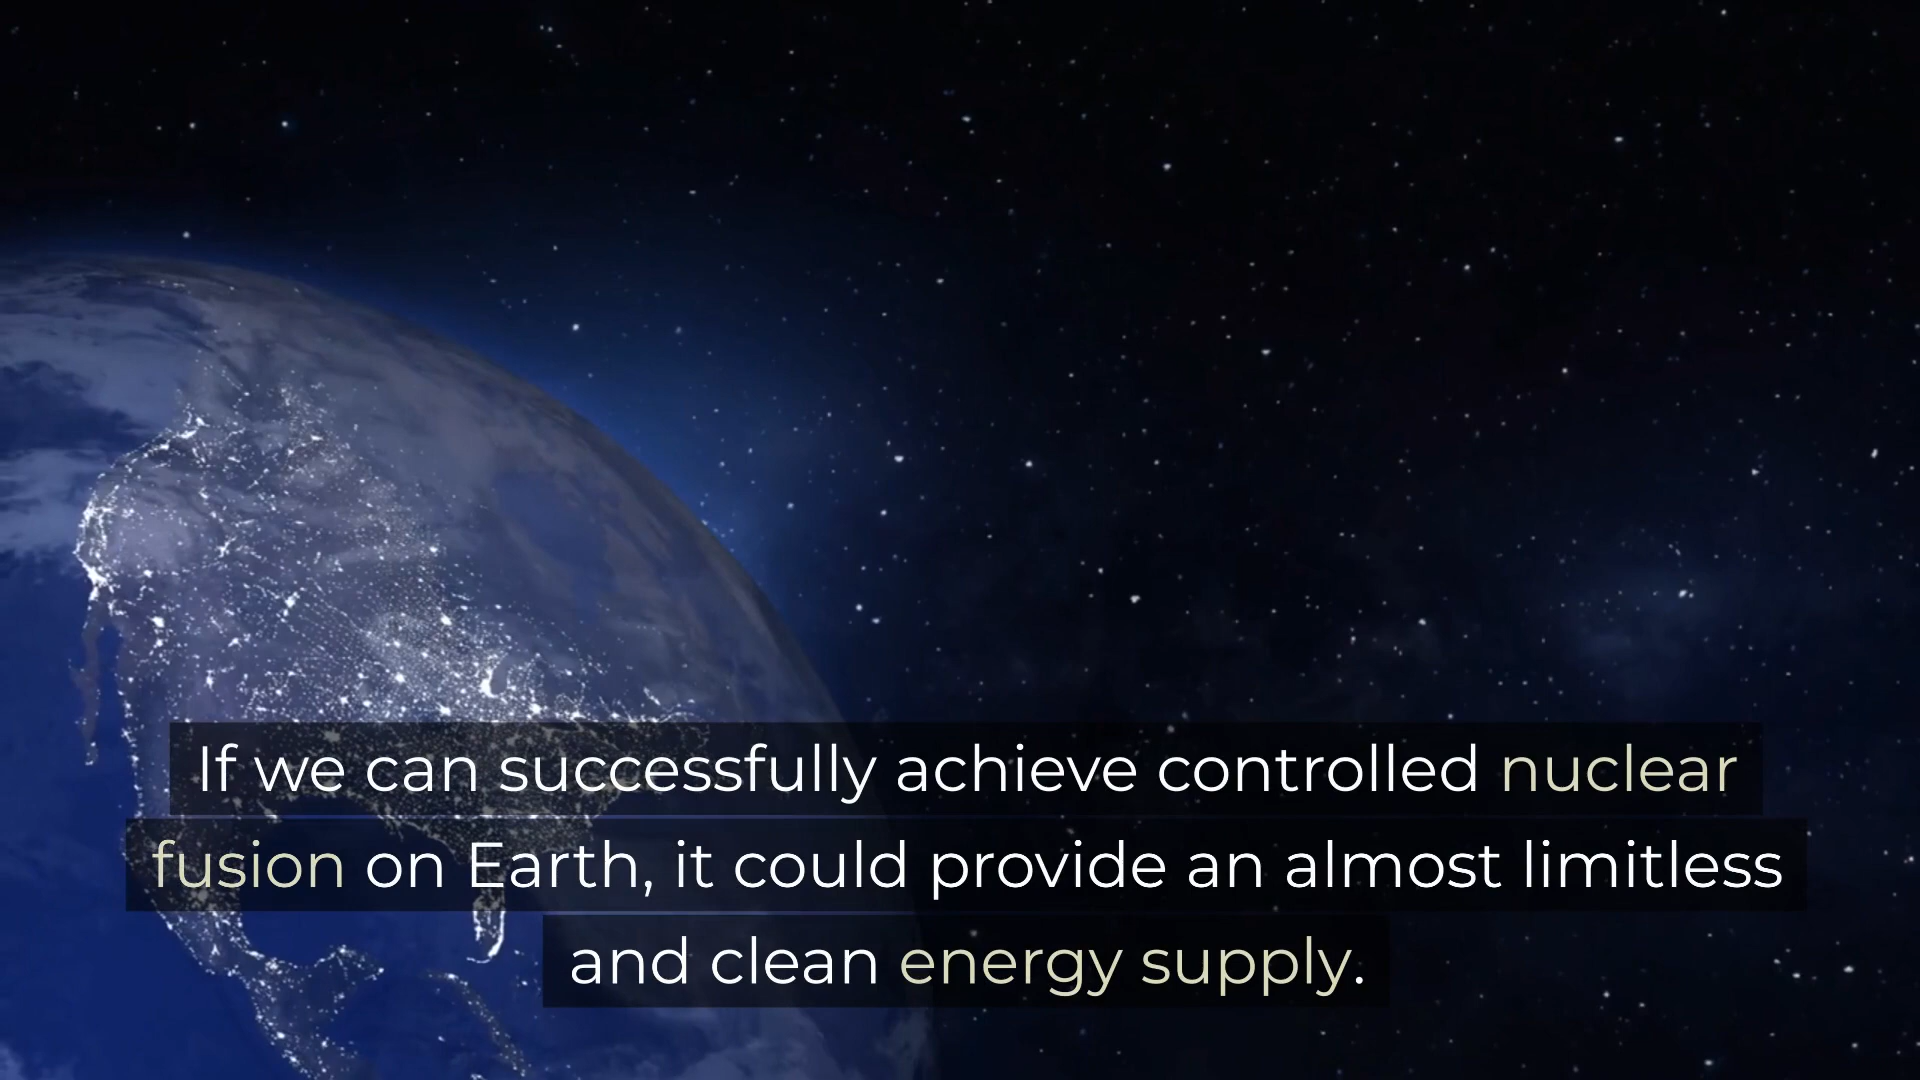 If we can successfully achieve controlled nuclear
fusion on Earth, it could provide an almost limitless
and clean energy supply.